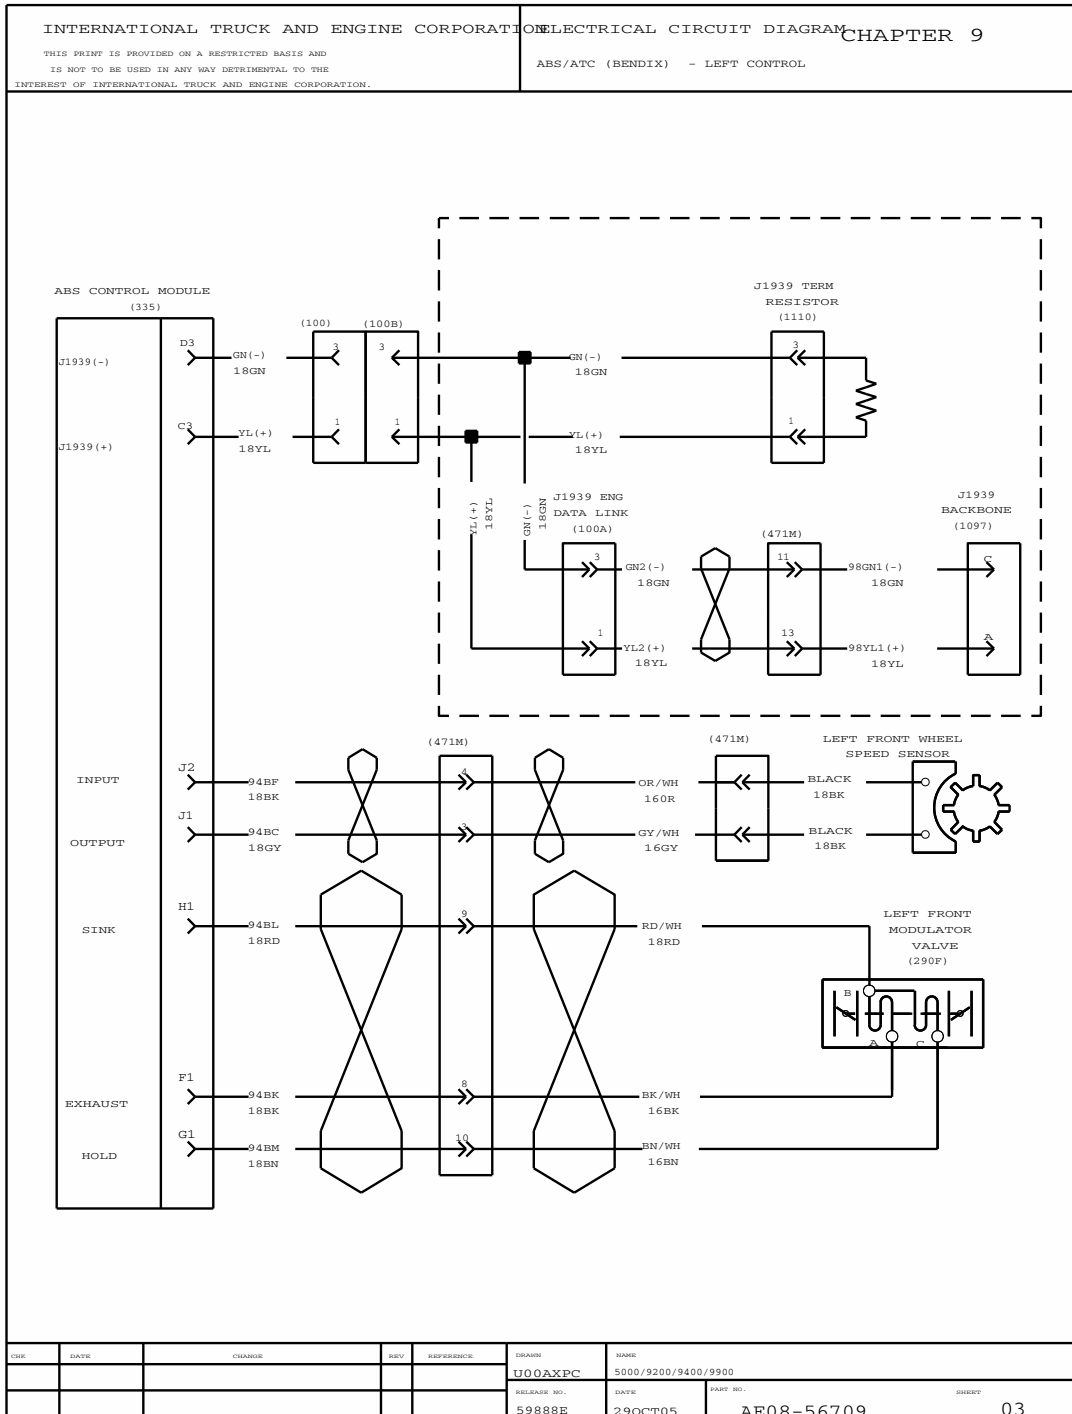 INTERNATIONAL TRUCK AND ENGINE CORPORATION
THIS PRINT IS PROVIDED ON A RESTRICTED BASIS AND
IS NOT TO BE USED IN ANY WAY DETRIMENTAL TO THE
INTEREST OF INTERNATIONAL TRUCK AND ENGINE CORPORATION.
ELECTRICAL CIRCUIT DIAGRAM
ABS/ATC (BENDIX) - LEFT CONTROL
CHAPTER 9
ABS CONTROL MODULE
(335)
J1939(-)
D3
GN(-)
18GN
(100)
(100B)
3
3
GN(-)
18GN
J1939 TERM
RESISTOR
(1110)
3
J1939(+)
C3
YL(+)
18YL
1
1
YL(+)
18YL
1
YL(+)
18YL
GN(-)
18GN
J1939 ENG
DATA LINK
(100A)
3
GN2(-)
18GN
(471M)
11
98GN1(-)
18GN
J1939
BACKBONE
(1097)
C
1
YL2(+)
18YL
13
98YL1(+)
18YL
A
(471M)
(471M)
LEFT FRONT WHEEL
SPEED SENSOR
INPUT
J2
94BF
18BK
4
OR/WH
16OR
BLACK
18BK
OUTPUT
J1
94BC
18GY
3
GY/WH
16GY
BLACK
18BK
SINK
H1
94BL
18RD
9
RD/WH
18RD
LEFT FRONT
MODULATOR
VALVE
(290F)
B
A
C
EXHAUST
F1
94BK
18BK
8
BK/WH
16BK
HOLD
G1
94BM
18BN
10
BN/WH
16BN
CHK
DATE
CHANGE
REV
REFERENCE
DRAWN
U00AXPC
NAME
5000/9200/9400/9900
RELEASE NO.
59888E
DATE
29OCT05
PART NO.
AE08-56709
SHEET
03